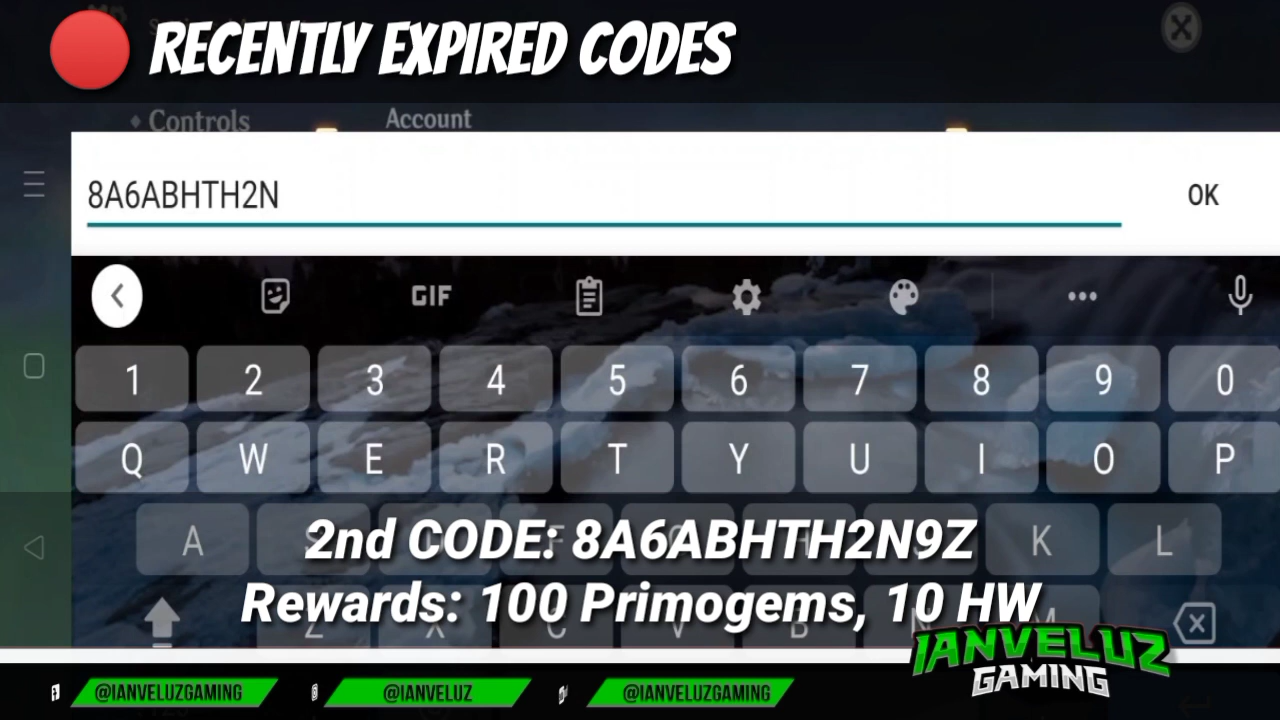 RECENTLY EXPIRED CODES
Controls
Account
8A6ABHTH2N
OK
GIF
1 2 3 4 5 6 7 8 9 0
Q W E R T Y U I O P
A K L
2nd CODE: 8A6ABHTH2N9Z
Rewards: 100 Primogems, 10 HW
Z X C V B N M
IANVELUZ
GAMING
@IANVELUZGAMING @IANVELUZ @IANVELUZGAMING